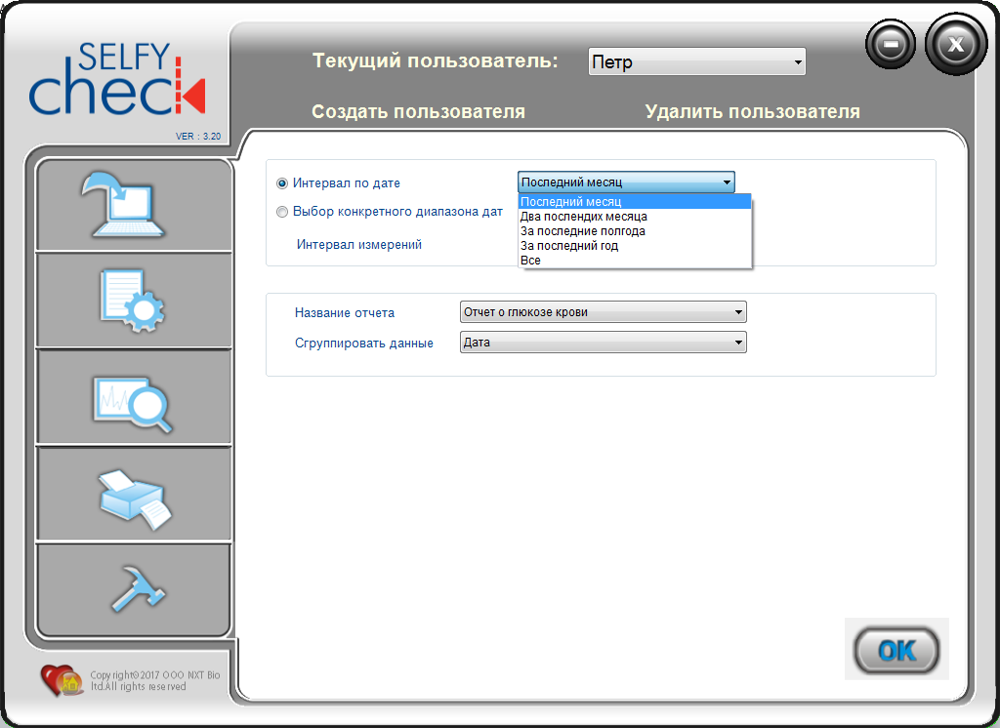 SELFY
check
VER : 3.20
Текущий пользователь:
Петр
X
Создать пользователя
Удалить пользователя
Интервал по дате
Последний месяц
Выбор конкретного диапазона дат
Последний месяц
Два послендих месяца
За последние полгода
За последний год
Все
Интервал измерений
Название отчета
Отчет о глюкозе крови
Сгруппировать данные
Дата
OK
Copyright©2017 OOO NXT Bio
ltd.All rights reserved